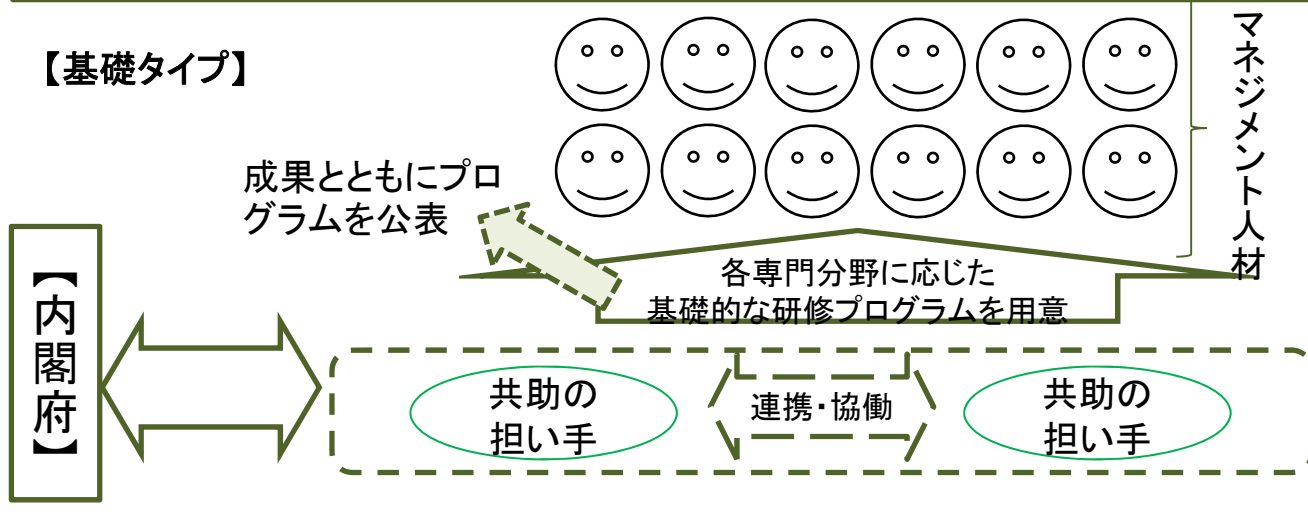 【基礎タイプ】
マネジメント人材
成果とともにプロ
グラムを公表
各専門分野に応じた
基礎的な研修プログラムを用意
【内閣府】
共助の
担い手
連携・協働
共助の
担い手